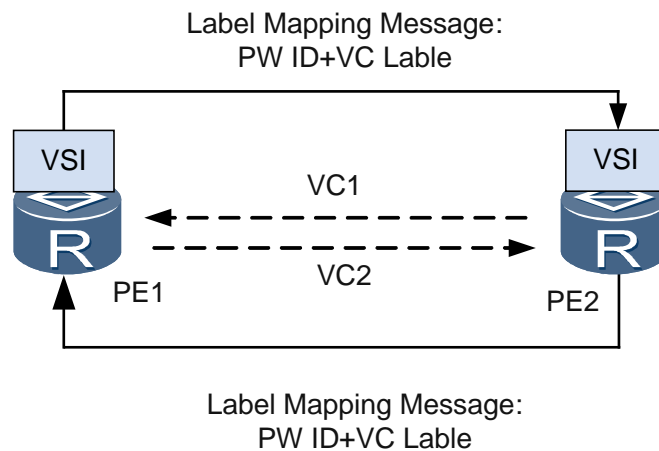 Label Mapping Message:
PW ID+VC Lable
VSI
VSI
VC1
R
R
VC2
PE1
PE2
Label Mapping Message:
PW ID+VC Lable